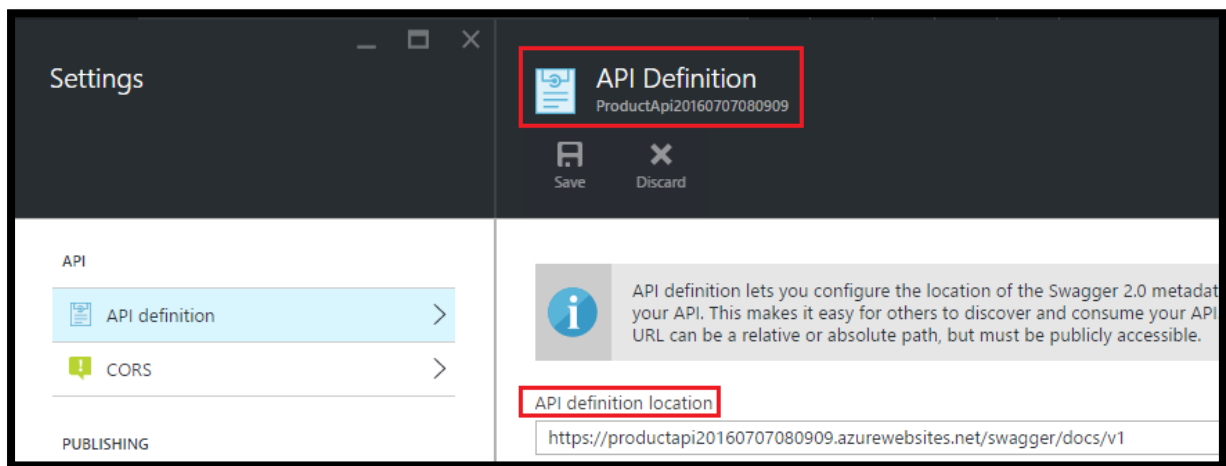 Settings
API
API definition
CORS
PUBLISHING
API Definition
ProductApi20160707080909
Save
Discard
API definition lets you configure the location of the Swagger 2.0
your API. This makes it easy for others to discover and consume your API
URL can be a relative or absolute path, but must be publicly accessible.
API definition location
https://productapi20160707080909.azurewebsites.net/swagger/docs/v1